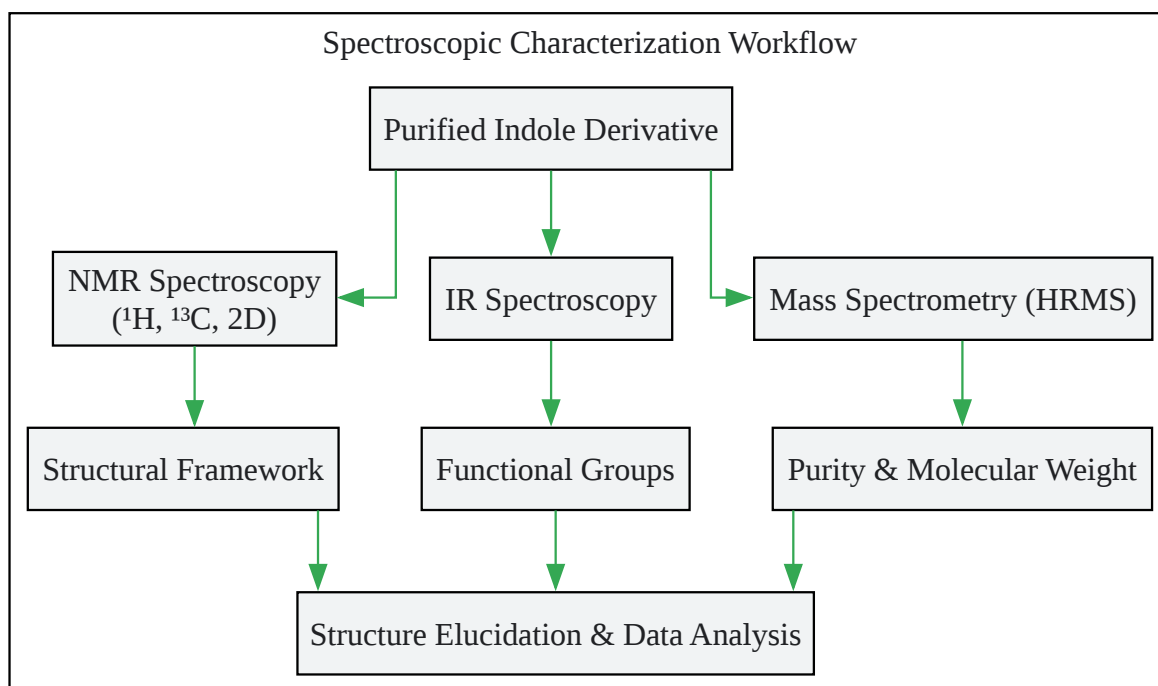 Spectroscopic Characterization Workflow
Purified Indole Derivative
NMR Spectroscopy
(¹H, ¹³C, 2D)
IR Spectroscopy
Mass Spectrometry (HRMS)
Structural Framework
Functional Groups
Purity & Molecular Weight
Structure Elucidation & Data Analysis